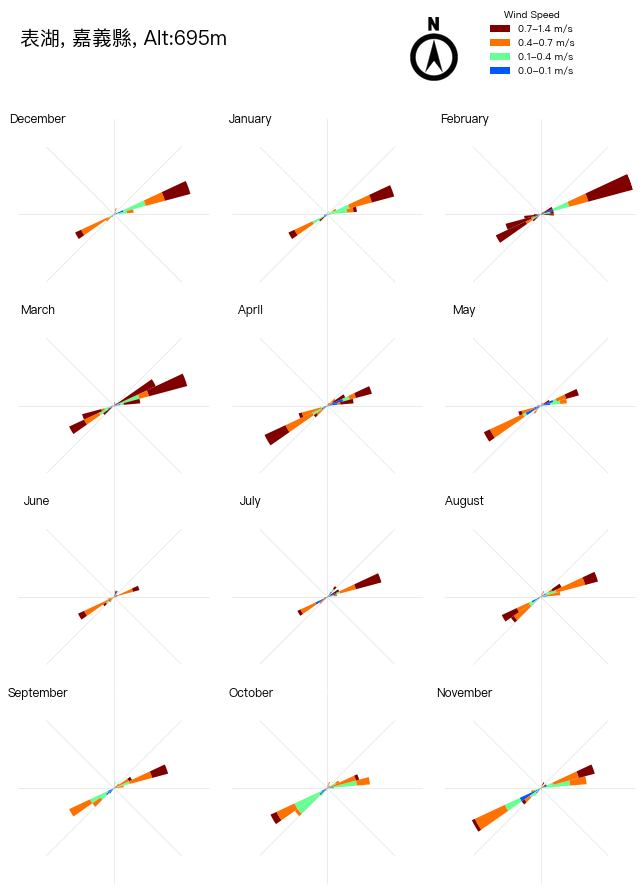 表湖, 嘉義縣, Alt:695m
N
Wind Speed
0.7–1.4 m/s
0.4–0.7 m/s
0.1–0.4 m/s
0.0–0.1 m/s
December
January
February
March
April
May
June
July
August
September
October
November